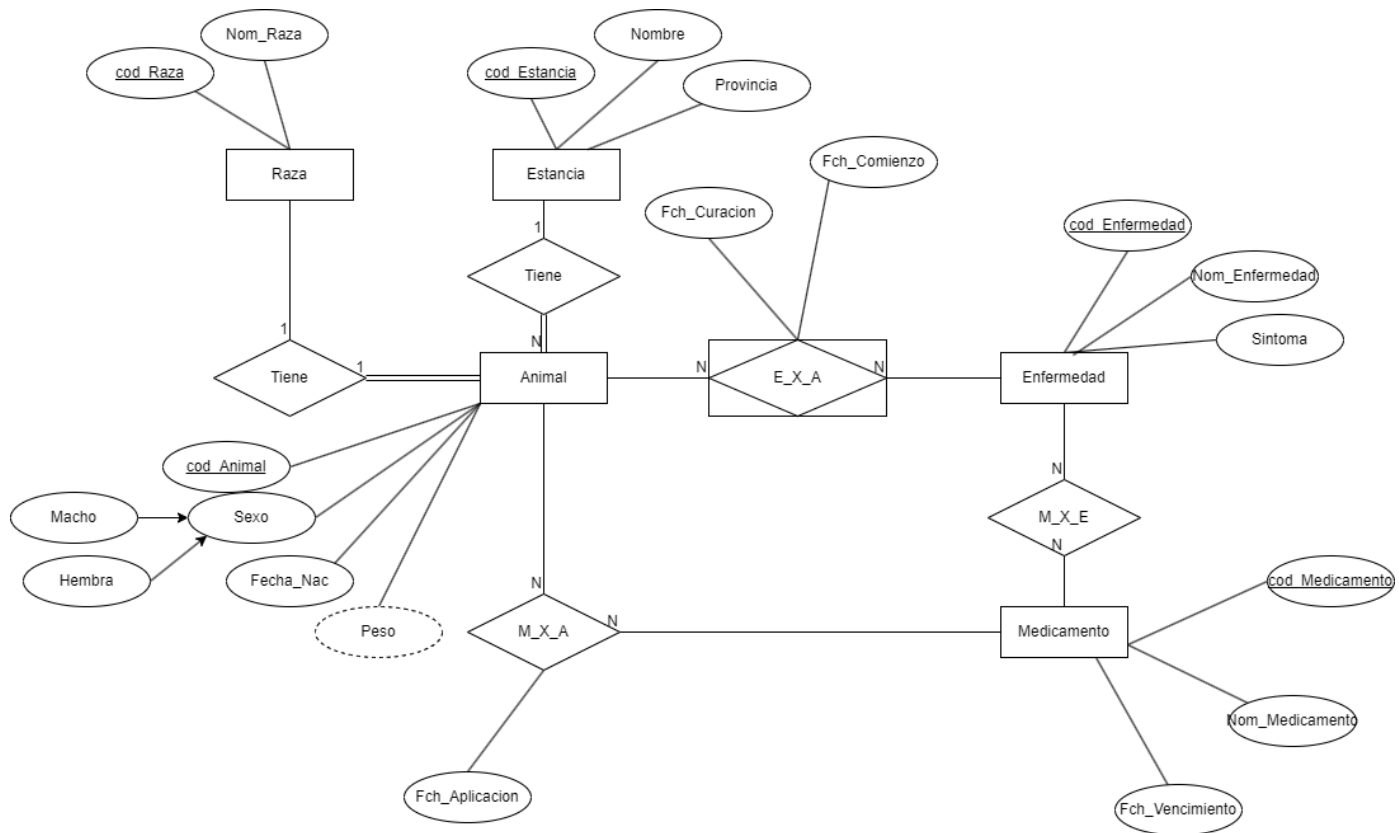 Nom_Raza
Nombre
cod_Raza
cod_Estancia
Provincia
Fch_Comienzo
Raza
Estancia
Fch_Curacion
cod_Enfermedad
1
1
Tiene
Nom_Enfermedad
1
N
Sintoma
Tiene
1
Animal
N
E_X_A
N
Enfermedad
cod_Animal
N
Macho
Sexo
M_X_E
N
Hembra
Fecha_Nac
N
cod_Medicamento
Peso
M_X_A
N
Medicamento
Nom_Medicamento
Fch_Aplicacion
Fch_Vencimiento